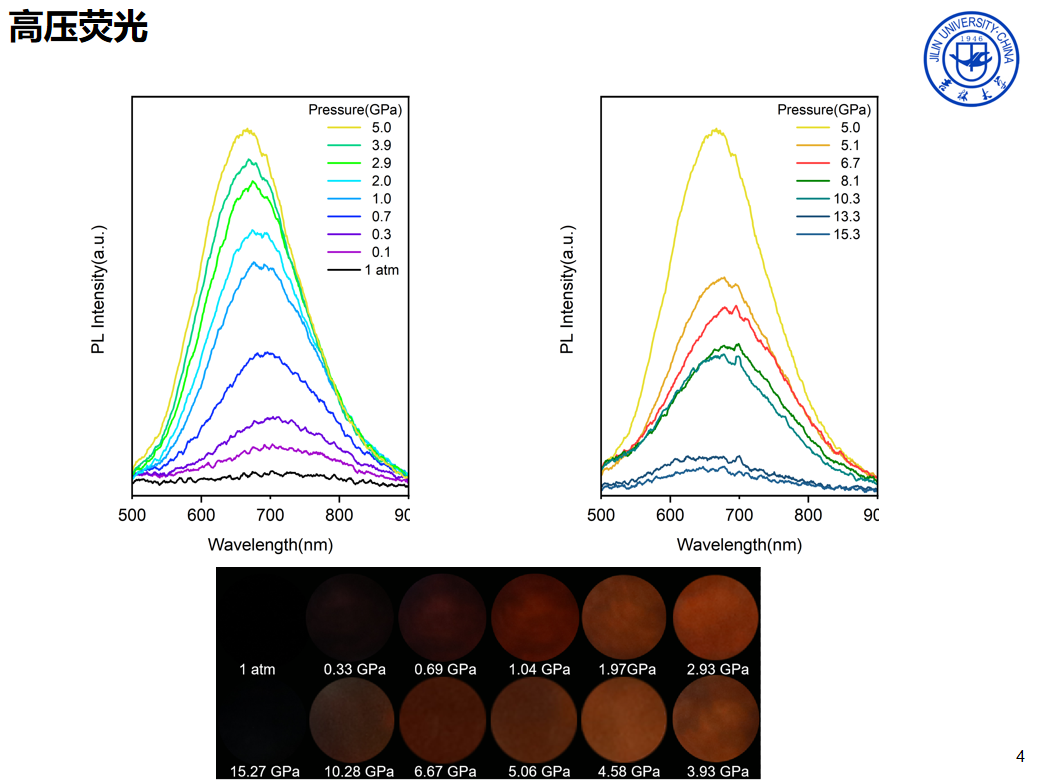 高压荧光
JILIN UNIVERSITY·CHINA
1946
Pressure(GPa)
5.0
3.9
2.9
2.0
1.0
0.7
0.3
0.1
1 atm
PL Intensity(a.u.)
500 600 700 800 90
Wavelength(nm)
Pressure(GPa)
5.0
5.1
6.7
8.1
10.3
13.3
15.3
PL Intensity(a.u.)
500 600 700 800 90
Wavelength(nm)
1 atm 0.33 GPa 0.69 GPa 1.04 GPa 1.97GPa 2.93 GPa
15.27 GPa 10.28 GPa 6.67 GPa 5.06 GPa 4.58 GPa 3.93 GPa
4